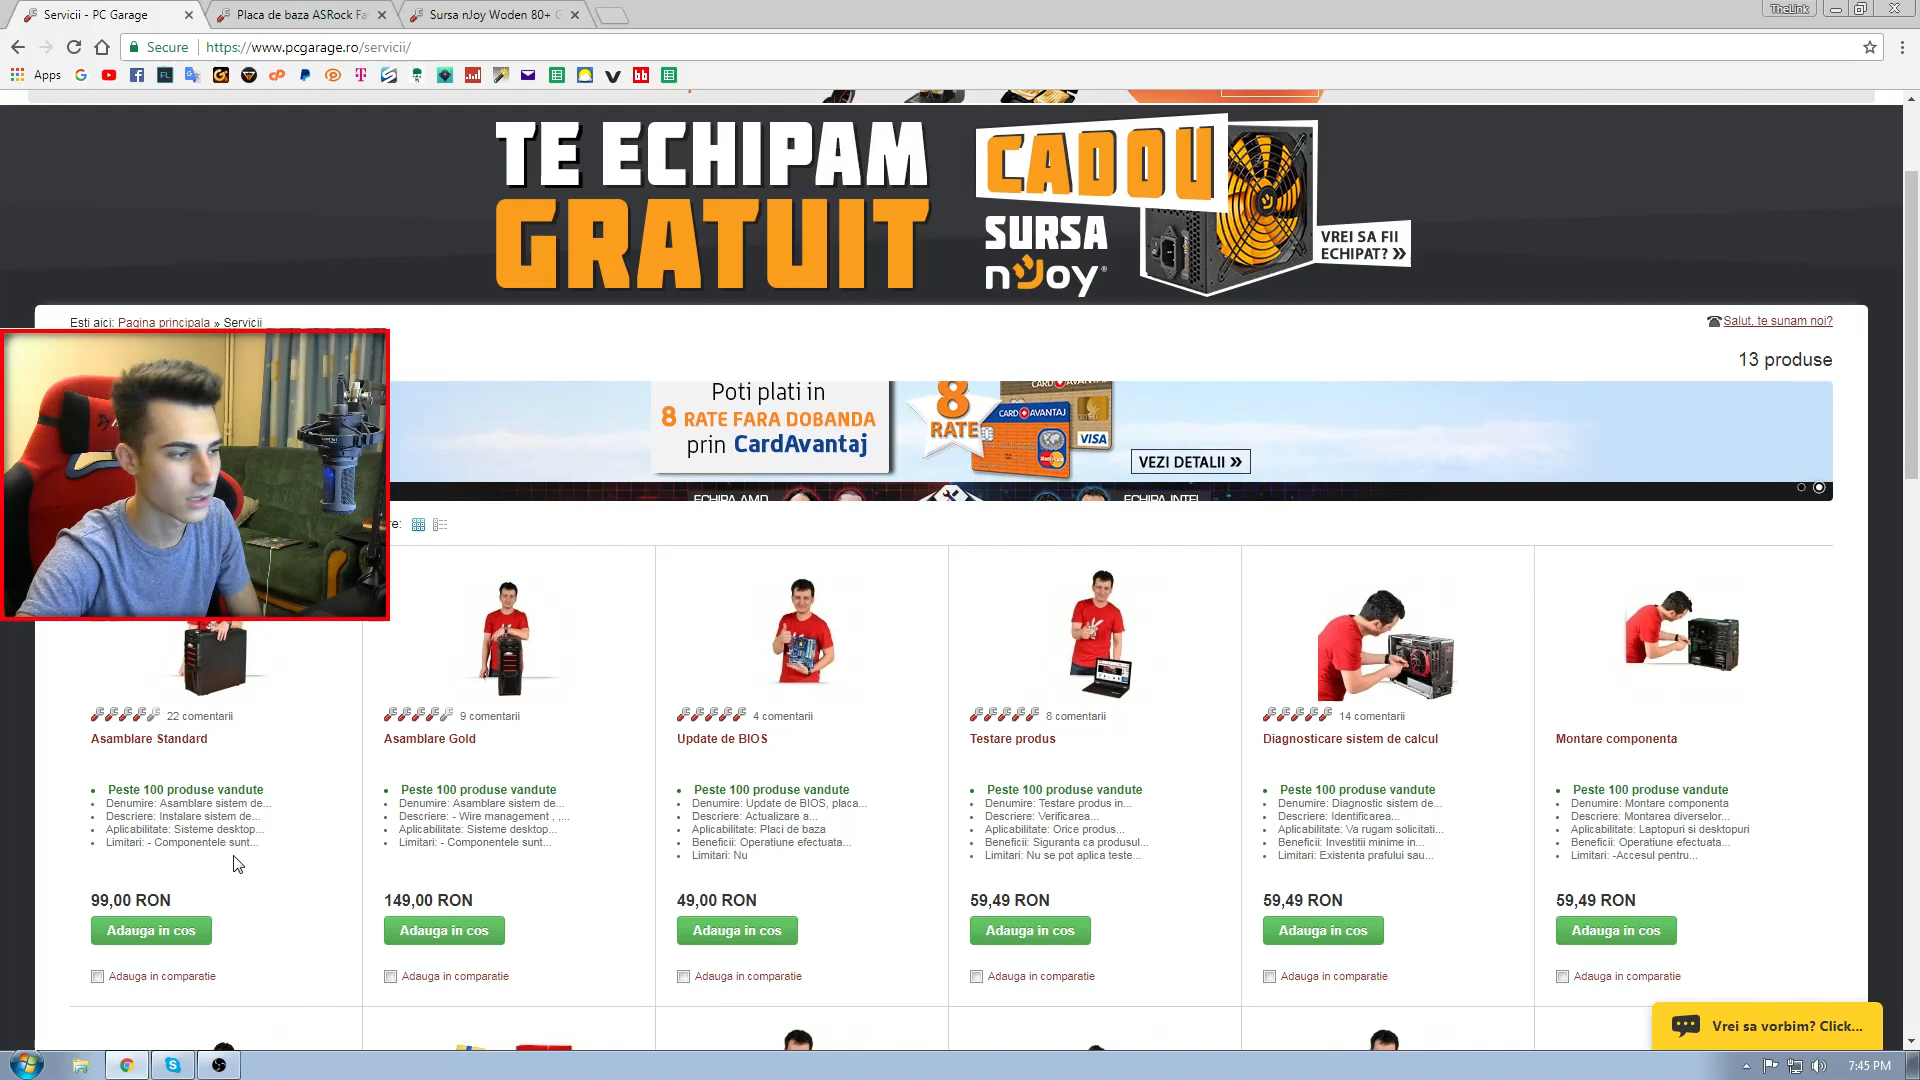 Servicii - PC Garage
Placa de baza ASRock Fa
Sursa nJoy Woden 80+ G
TheLink
Secure
https://www.pcgarage.ro/servicii/
Apps
TE ECHIPAM
GRATUIT
CADOU
SURSA
nJoy®
VREI SA FII
ECHIPAT? »
Esti aici: Pagina principala » Servicii
Salut, te sunam noi?
13 produse
Poti plati in
8 RATE FARA DOBANDA
prin CardAvantaj
8
RATE
CARD AVANTAJ
CARD AVANTAJ
VISA
MasterCard
VEZI DETALII »
ECHIPA AMD
ECHIPA INTEL
re:
22 comentarii
Asamblare Standard
Peste 100 produse vandute
Denumire: Asamblare sistem de...
Descriere: Instalare sistem de...
Aplicabilitate: Sisteme desktop...
Limitari: - Componentele sunt...
99,00 RON
Adauga in cos
Adauga in comparatie
9 comentarii
Asamblare Gold
Peste 100 produse vandute
Denumire: Asamblare sistem de...
Descriere: - Wire management , ,...
Aplicabilitate: Sisteme desktop...
Limitari: - Componentele sunt...
149,00 RON
Adauga in cos
Adauga in comparatie
4 comentarii
Update de BIOS
Peste 100 produse vandute
Denumire: Update de BIOS, placa...
Descriere: Actualizare a...
Aplicabilitate: Placi de baza
Beneficii: Operatiune efectuata...
Limitari: Nu
49,00 RON
Adauga in cos
Adauga in comparatie
8 comentarii
Testare produs
Peste 100 produse vandute
Denumire: Testare produs in...
Descriere: Verificarea...
Aplicabilitate: Orice produs...
Beneficii: Siguranta ca produsul...
Limitari: Nu se pot aplica teste...
59,49 RON
Adauga in cos
Adauga in comparatie
14 comentarii
Diagnosticare sistem de calcul
Peste 100 produse vandute
Denumire: Diagnostic sistem de...
Descriere: Identificarea...
Aplicabilitate: Va rugam solicitati...
Beneficii: Investitii minime in...
Limitari: Existenta prafului sau...
59,49 RON
Adauga in cos
Adauga in comparatie
Montare componenta
Peste 100 produse vandute
Denumire: Montare componenta
Descriere: Montarea diverselor...
Aplicabilitate: Laptopuri si desktopuri
Beneficii: Operatiune efectuata...
Limitari: -Accesul pentru...
59,49 RON
Adauga in cos
Adauga in comparatie
Vrei sa vorbim? Click...
7:45 PM